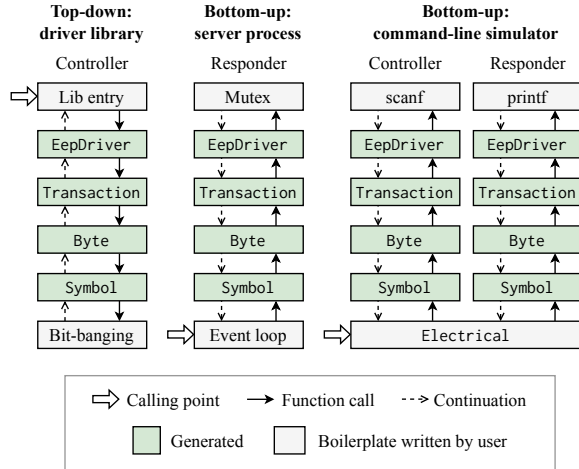 Top-down:
driver library
Controller
Lib entry
EepDriver
Transaction
Byte
Symbol
Bit-banging
Bottom-up:
server process
Responder
Mutex
EepDriver
Transaction
Byte
Symbol
Event loop
Bottom-up:
command-line simulator
Controller Responder
scanf printf
EepDriver EepDriver
Transaction Transaction
Byte Byte
Symbol Symbol
Electrical
Calling point Function call Continuation
Generated Boilerplate written by user